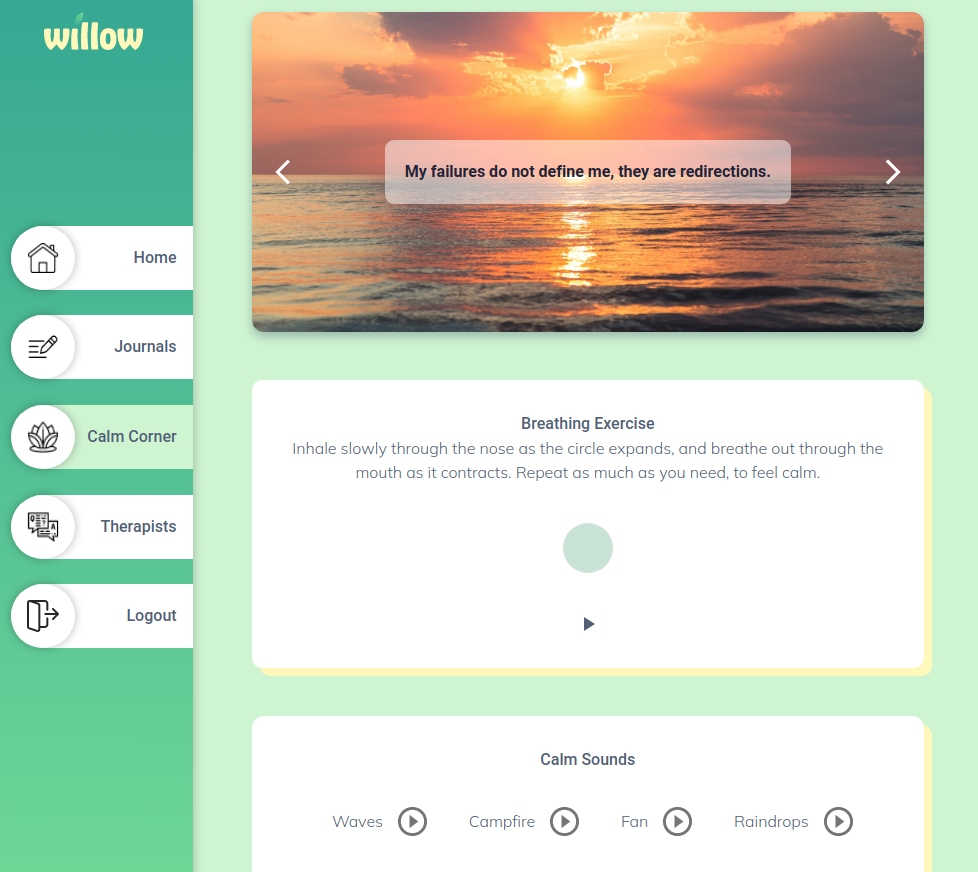 willow
My failures do not define me, they are redirections.
Home
Journals
Calm Corner
Therapists
Logout
Breathing Exercise
Inhale slowly through the nose as the circle expands, and breathe out through the
mouth as it contracts. Repeat as much as you need, to feel calm.
Calm Sounds
Waves
Campfire
Fan
Raindrops